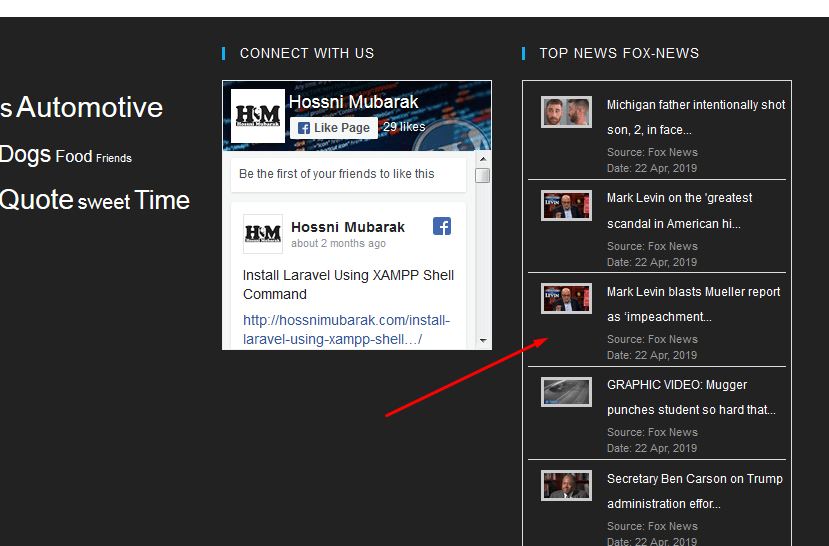 s Automotive
Dogs Food Friends
Quote sweet Time
CONNECT WITH US
HM
Hossni Mubarak
Hossni Mubarak
Like Page
29 likes
Be the first of your friends to like this
HM
Hossni Mubarak
Hossni Mubarak
about 2 months ago
Install Laravel Using XAMPP Shell
Command
http://hossnimubarak.com/install-
laravel-using-xampp-shell.../
TOP NEWS FOX-NEWS
Michigan father intentionally shot
son, 2, in face...
Source: Fox News
Date: 22 Apr, 2019
LEVIN
Mark Levin on the 'greatest
scandal in American hi...
Source: Fox News
Date: 22 Apr, 2019
LEVIN
Mark Levin blasts Mueller report
as ‘impeachment...
Source: Fox News
Date: 22 Apr, 2019
GRAPHIC VIDEO: Mugger
punches student so hard that...
Source: Fox News
Date: 22 Apr, 2019
Secretary Ben Carson on Trump
administration effor...
Source: Fox News
Date: 22 Apr, 2019